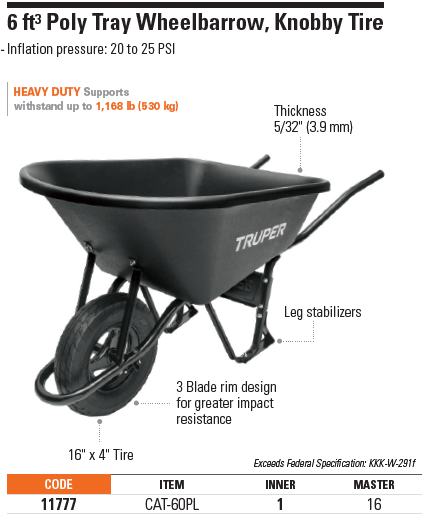 6 ft³ Poly Tray Wheelbarrow, Knobby Tire
- Inflation pressure: 20 to 25 PSI
HEAVY DUTY Supports
withstand up to 1,168 lb (530 kg)
Thickness
5/32" (3.9 mm)
TRUPER
Leg stabilizers
3 Blade rim design
for greater impact
resistance
16" x 4" Tire
Exceeds Federal Specification: KKK-W-291f
CODE ITEM INNER MASTER
11777 CAT-60PL 1 16